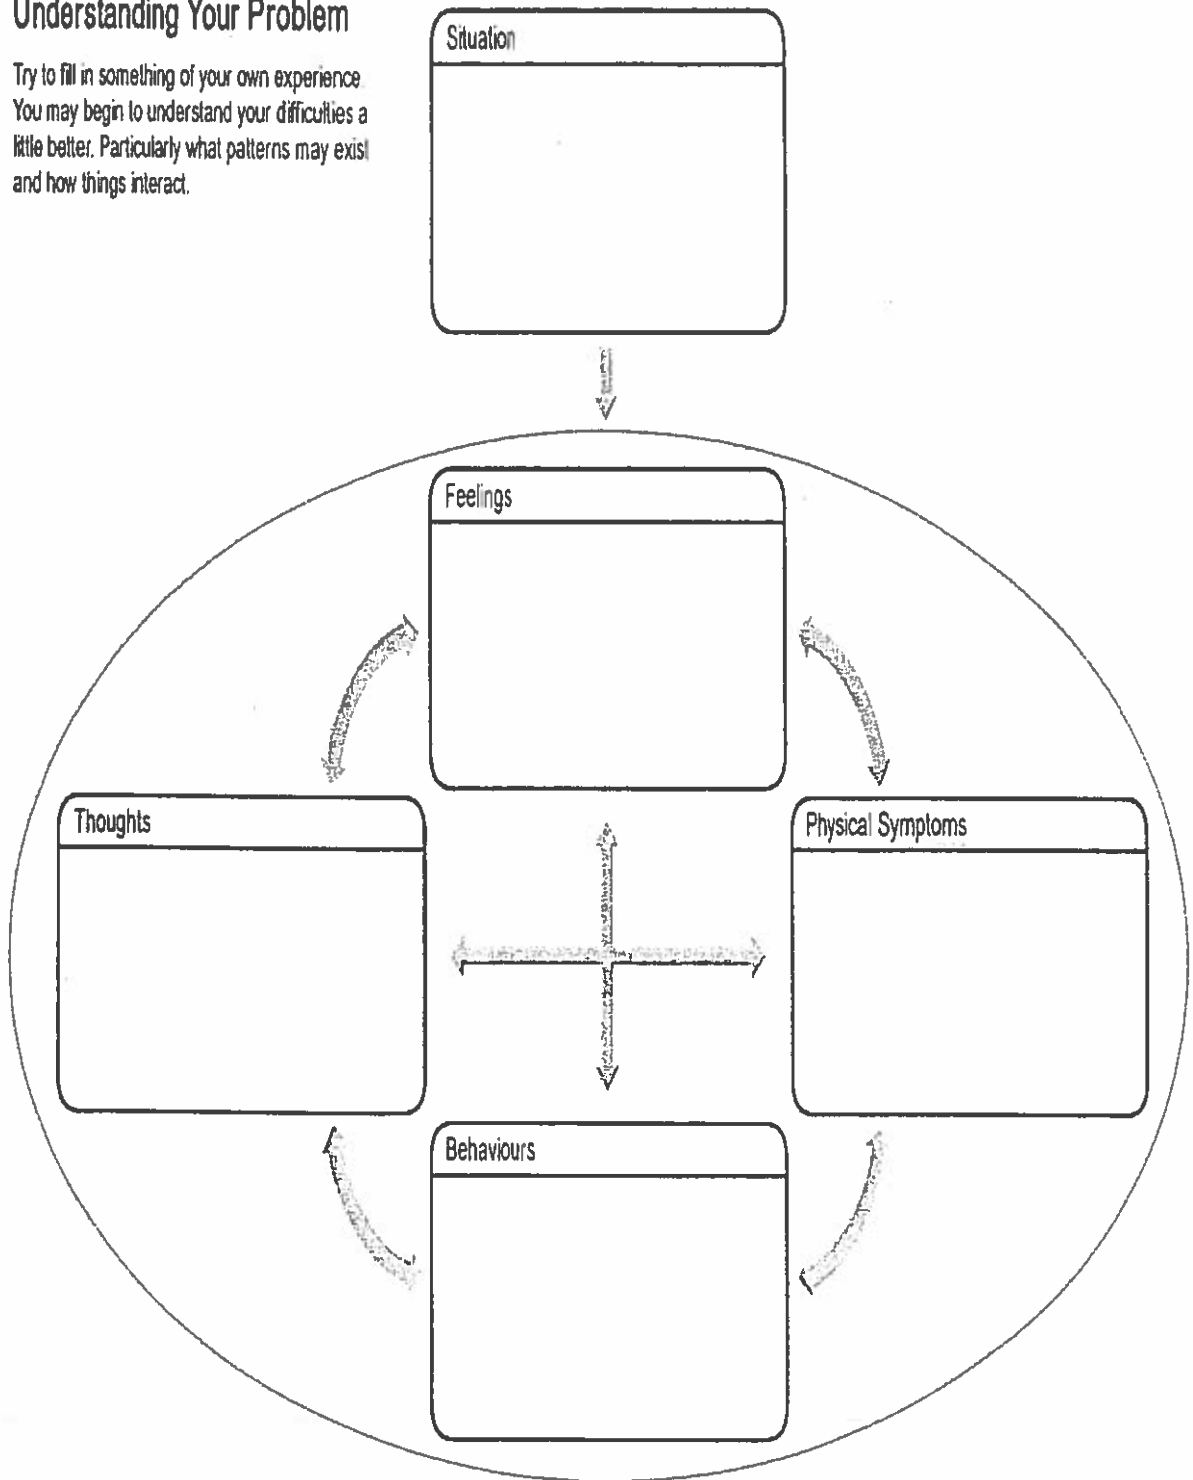 Understanding Your Problem
Try to fill in something of your own experience.
You may begin to understand your difficulties a
little better. Particularly what patterns may exist
and how things interact.
Situation
Feelings
Thoughts
Physical Symptoms
Behaviours